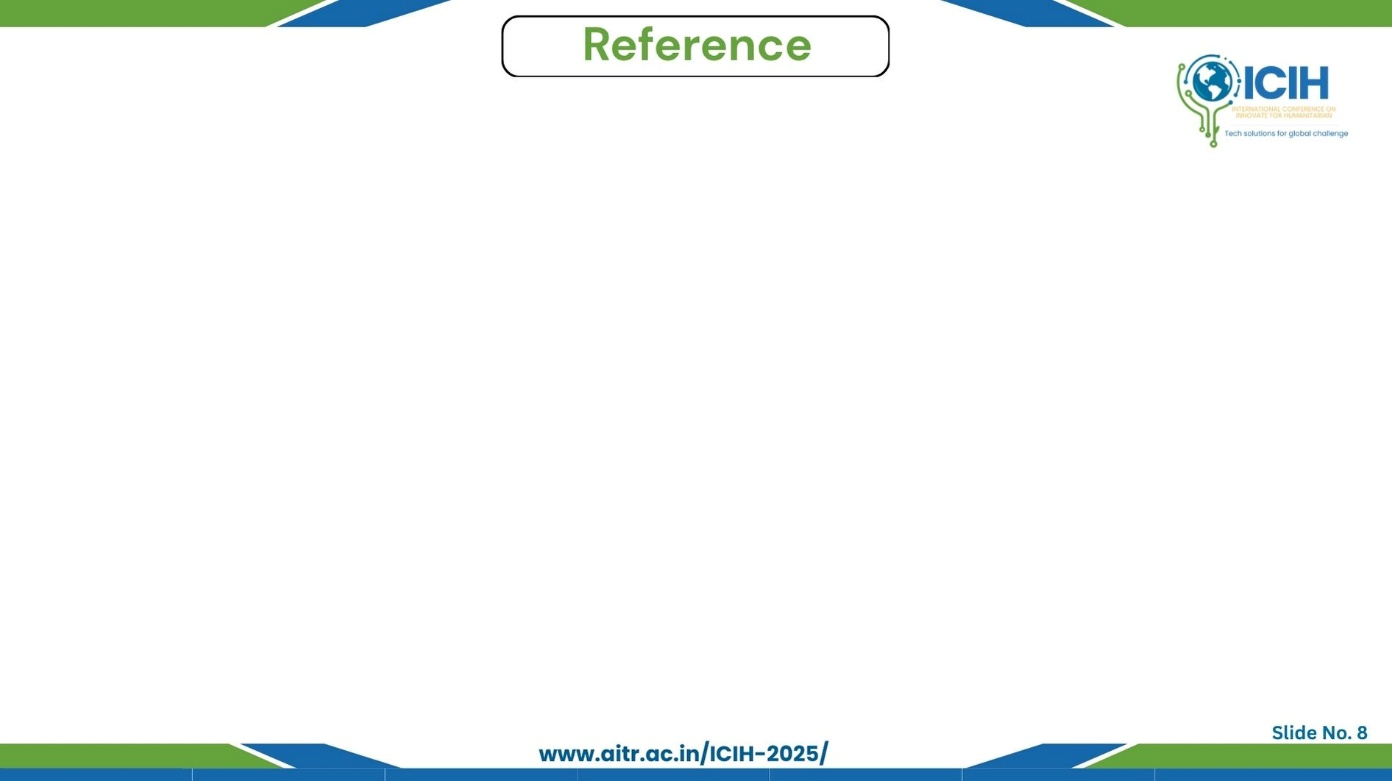 Reference
ICIH
INTERNATIONAL CONFERENCE ON
INNOVATE FOR HUMANITARIAN
Tech solutions for global challenge
Slide No. 8
www.aitr.ac.in/ICIH-2025/